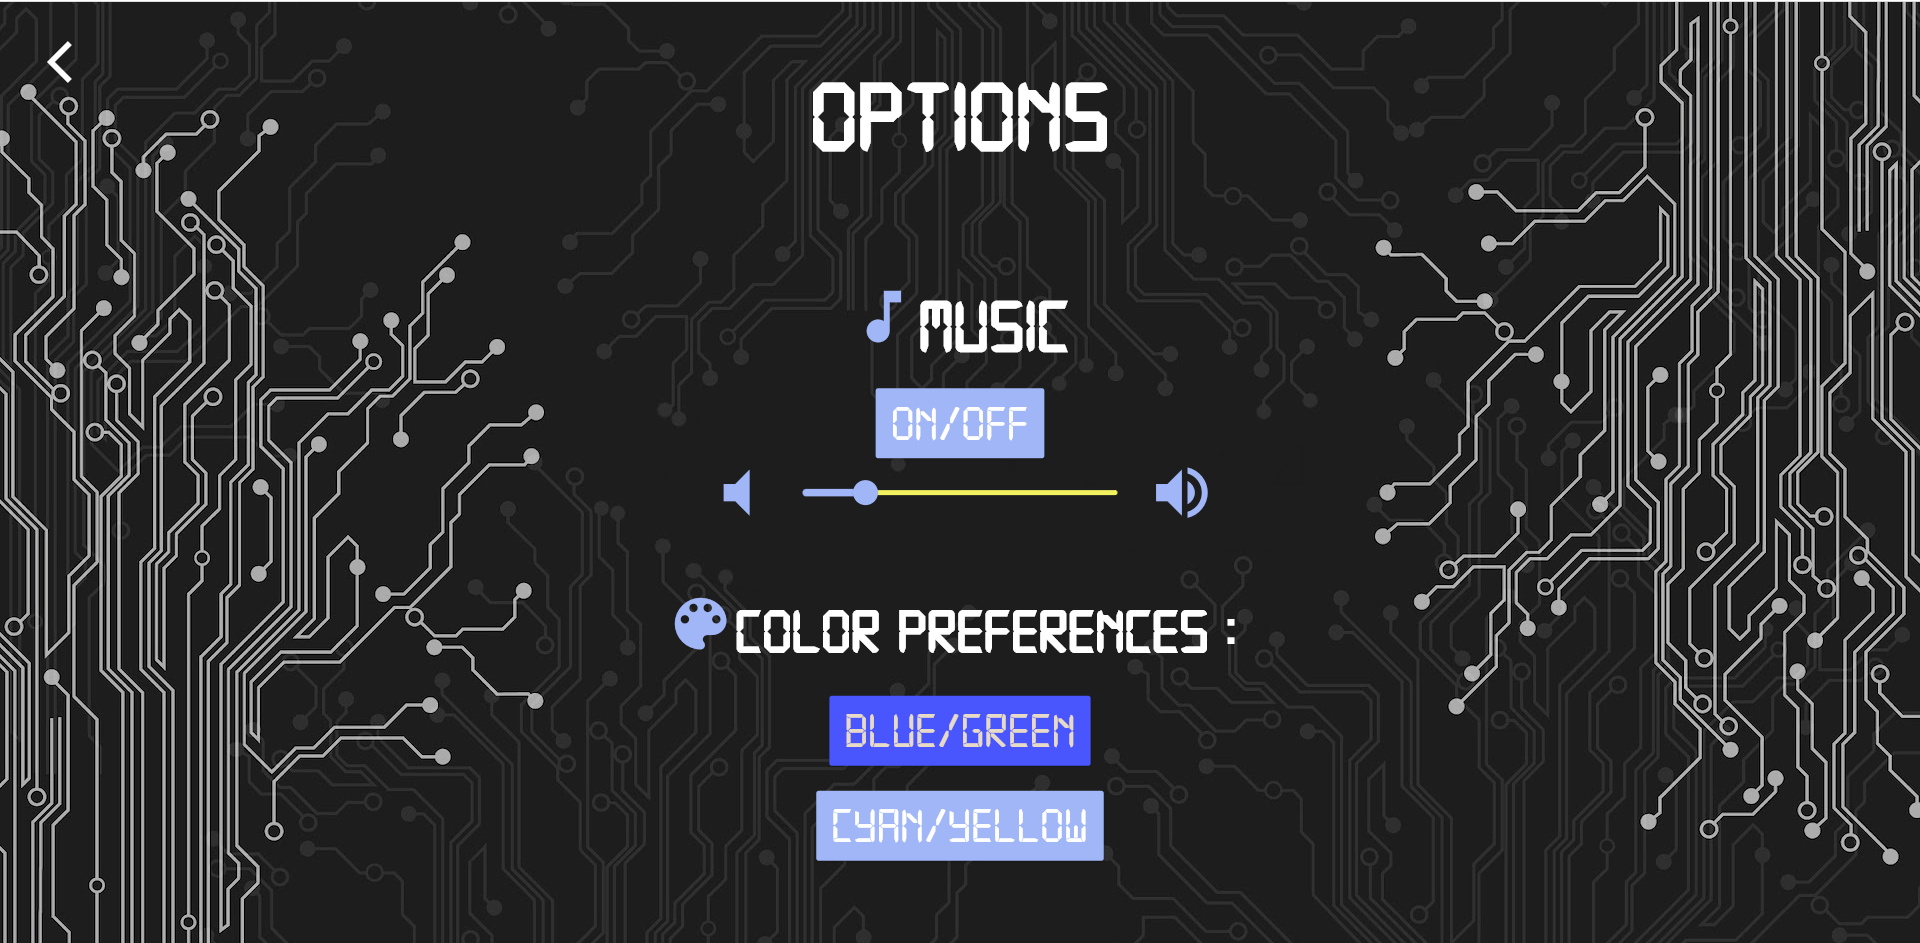 OPTIONS
MUSIC
ON/OFF
COLOR PREFERENCES :
BLUE/GREEN
CYAN/YELLOW